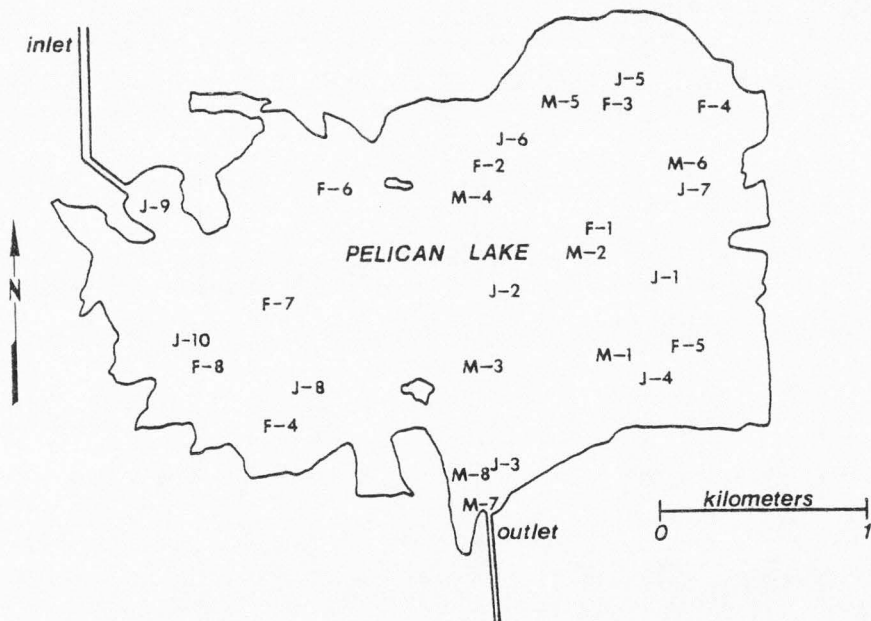 inlet
J-5
M-5
F-3
F-4
J-6
F-2
M-6
F-6
M-4
J-7
J-9
F-1
PELICAN LAKE
M-2
N
J-1
J-2
F-7
J-10
F-8
M-3
M-1
F-5
J-8
J-4
F-4
M-8
J-3
M-7
kilometers
outlet
0
1